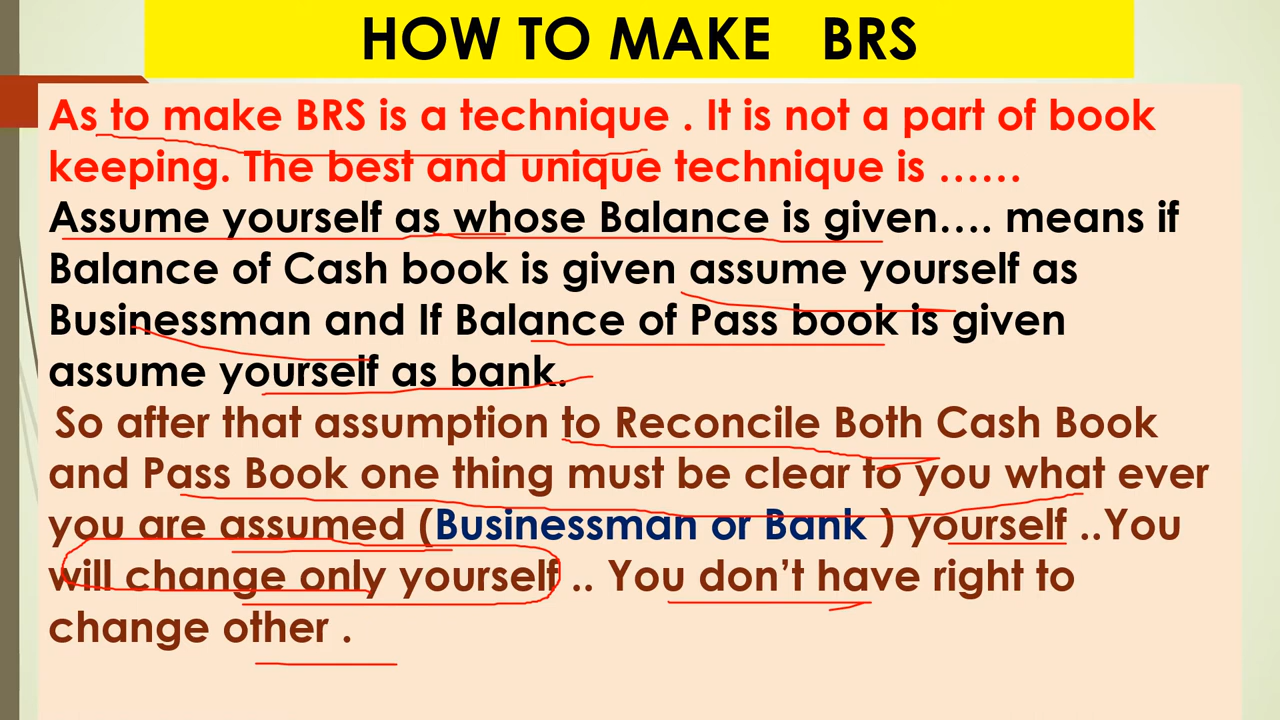 HOW TO MAKE BRS
As to make BRS is a technique . It is not a part of book
keeping. The best and unique technique is ......
Assume yourself as whose Balance is given.... means if
Balance of Cash book is given assume yourself as
Businessman and If Balance of Pass book is given
assume yourself as bank.
So after that assumption to Reconcile Both Cash Book
and Pass Book one thing must be clear to you what ever
you are assumed (Businessman or Bank ) yourself ..You
will change only yourself .. You don't have right to
change other .